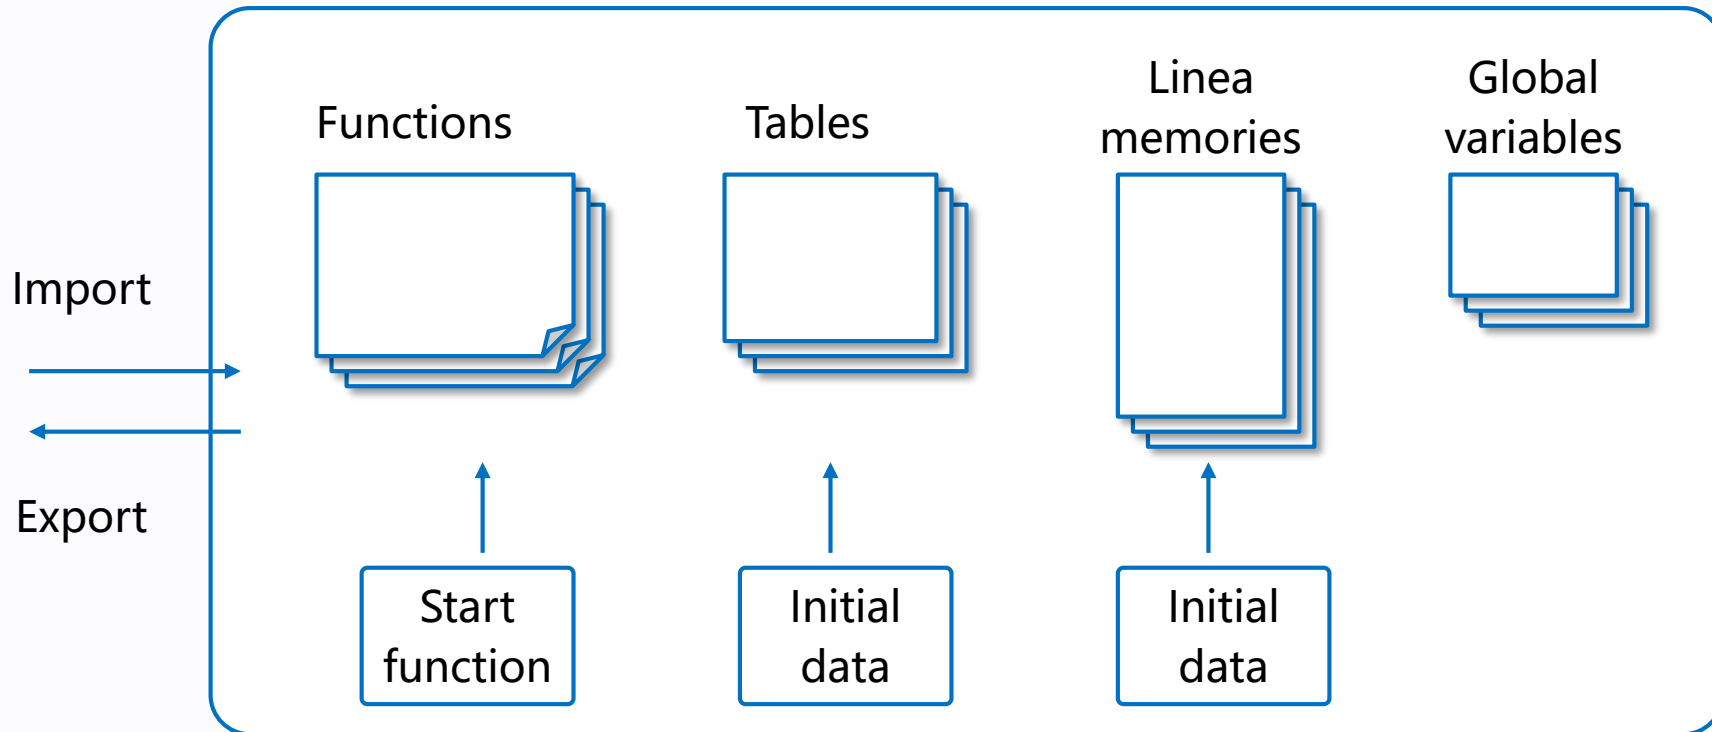 Functions
Tables
Linea
memories
Global
variables
Import
Export
Start
function
Initial
data
Initial
data